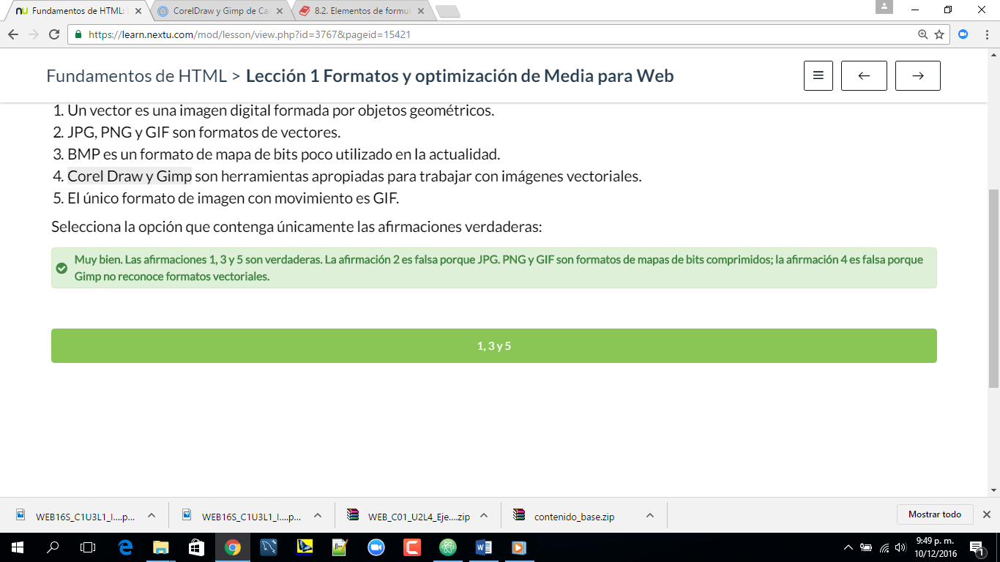 Fundamentos de HTML:
CorelDraw y Gimp de Ca
8.2. Elementos de formul
https://learn.nextu.com/mod/lesson/view.php?id=3767&pageid=15421
Fundamentos de HTML > Lección 1 Formatos y optimización de Media para Web
1. Un vector es una imagen digital formada por objetos geométricos.
2. JPG, PNG y GIF son formatos de vectores.
3. BMP es un formato de mapa de bits poco utilizado en la actualidad.
4. Corel Draw y Gimp son herramientas apropiadas para trabajar con imágenes vectoriales.
5. El único formato de imagen con movimiento es GIF.
Selecciona la opción que contenga únicamente las afirmaciones verdaderas:
Muy bien. Las afirmaciones 1, 3 y 5 son verdaderas. La afirmación 2 es falsa porque JPG. PNG y GIF son formatos de mapas de bits comprimidos; la afirmación 4 es falsa porque
Gimp no reconoce formatos vectoriales.
1, 3 y 5
WEB16S_C1U3L1_I....p...
WEB16S_C1U3L1_I....p...
WEB_C01_U2L4_Eje....zip
contenido_base.zip
Mostrar todo
9:49 p. m.
10/12/2016
1